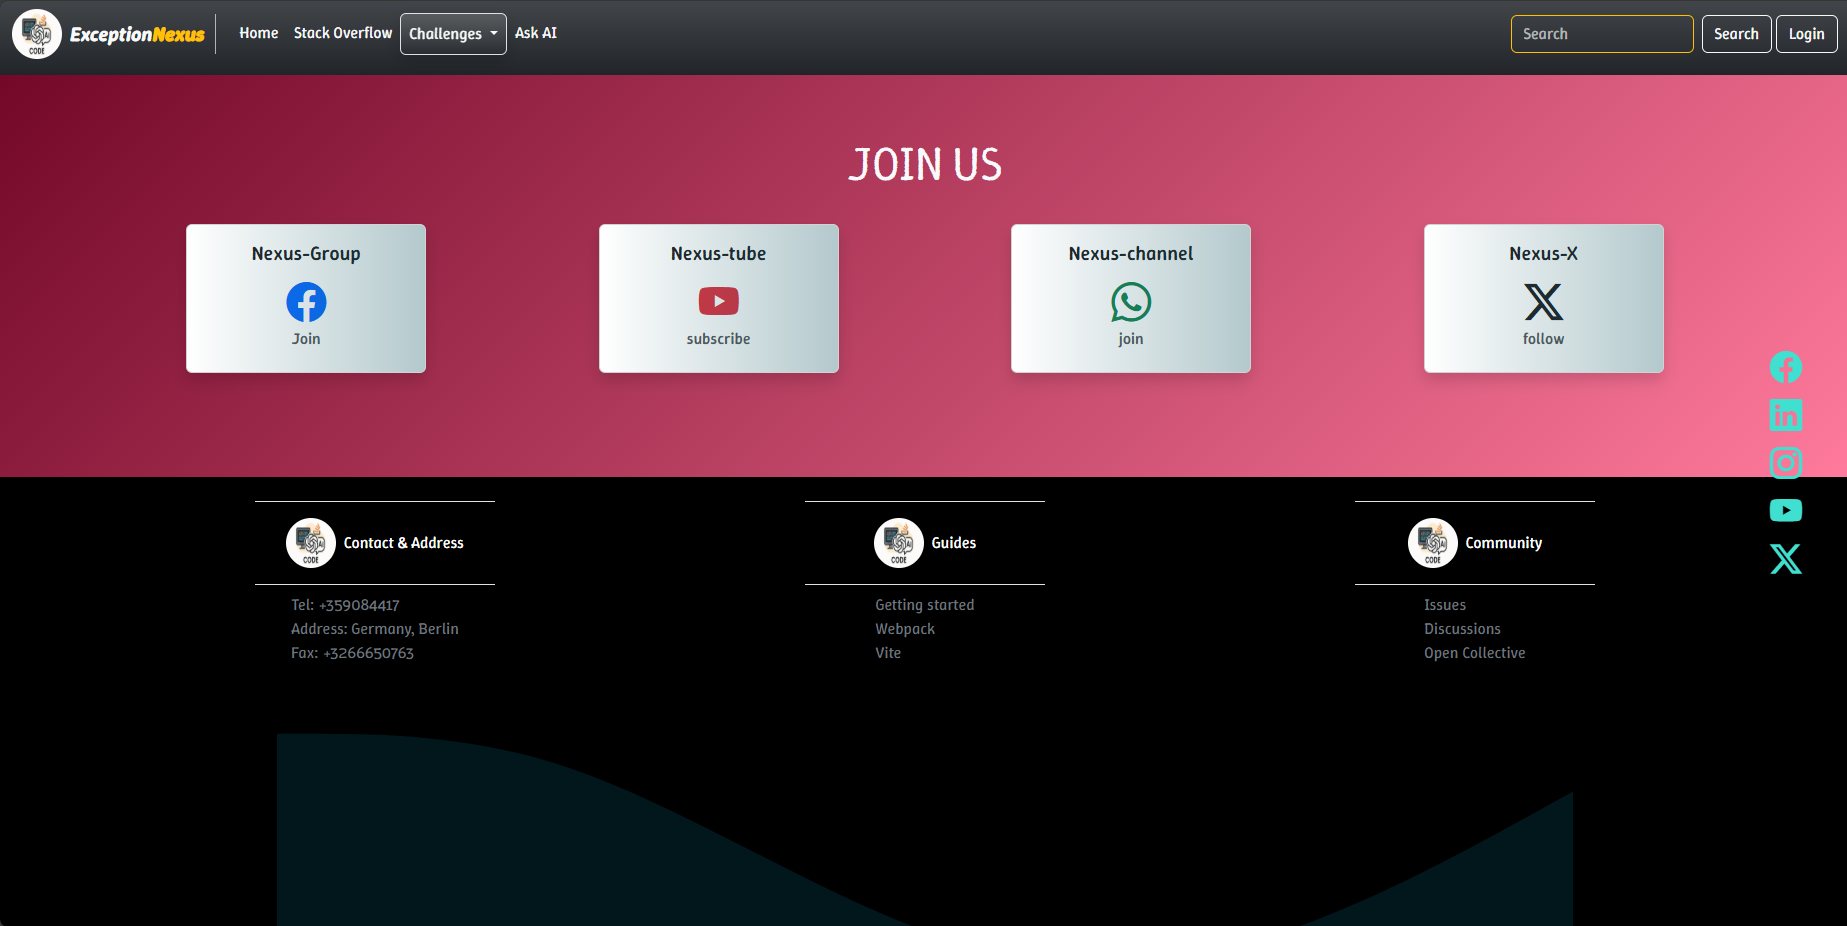 CODE ExceptionNexus Home Stack Overflow Challenges Ask AI Search Search Login
JOIN US
Nexus-Group
Join
Nexus-tube
subscribe
Nexus-channel
join
Nexus-X
follow
CODE Contact & Address
Tel: +359084417
Address: Germany, Berlin
Fax: +3266650763
CODE Guides
Getting started
Webpack
Vite
CODE Community
Issues
Discussions
Open Collective